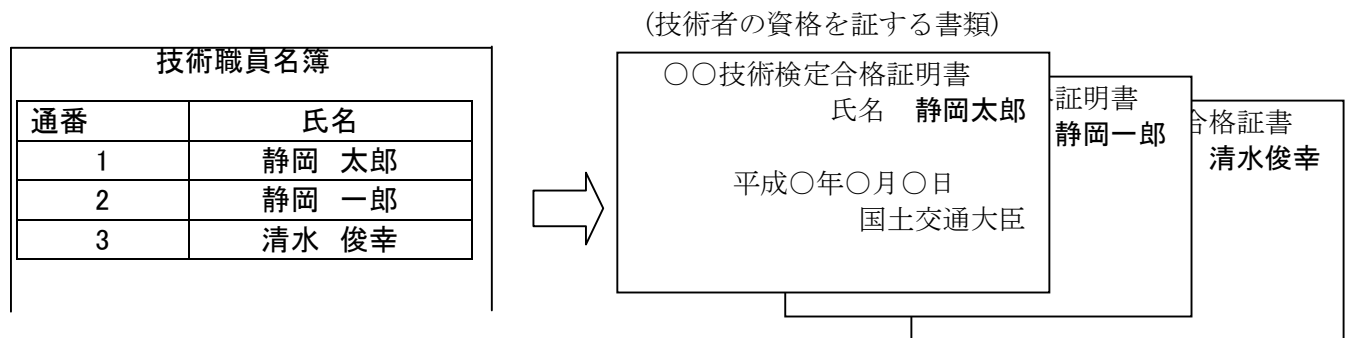 (技術者の資格を証する書類)
技術職員名簿
通番 氏名
1 静岡 太郎
2 静岡 一郎
3 清水 俊幸
○○技術検定合格証明書
氏名 静岡太郎
平成○年○月○日
国土交通大臣
証明書
静岡一郎
合格証書
清水俊幸